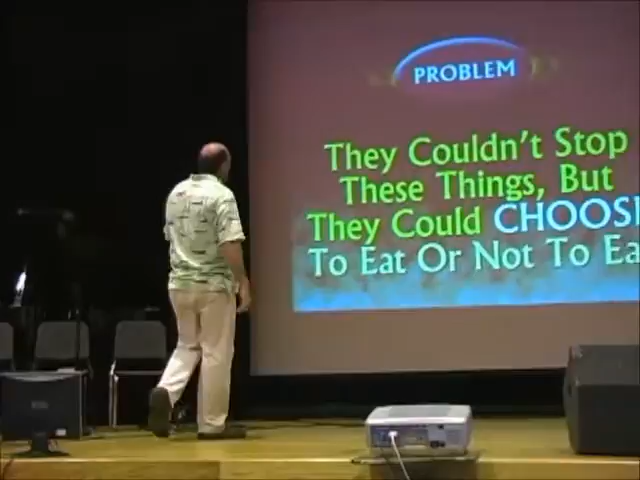 PROBLEM
They Couldn't Stop
These Things, But
They Could CHOOS
To Eat Or Not To Ea